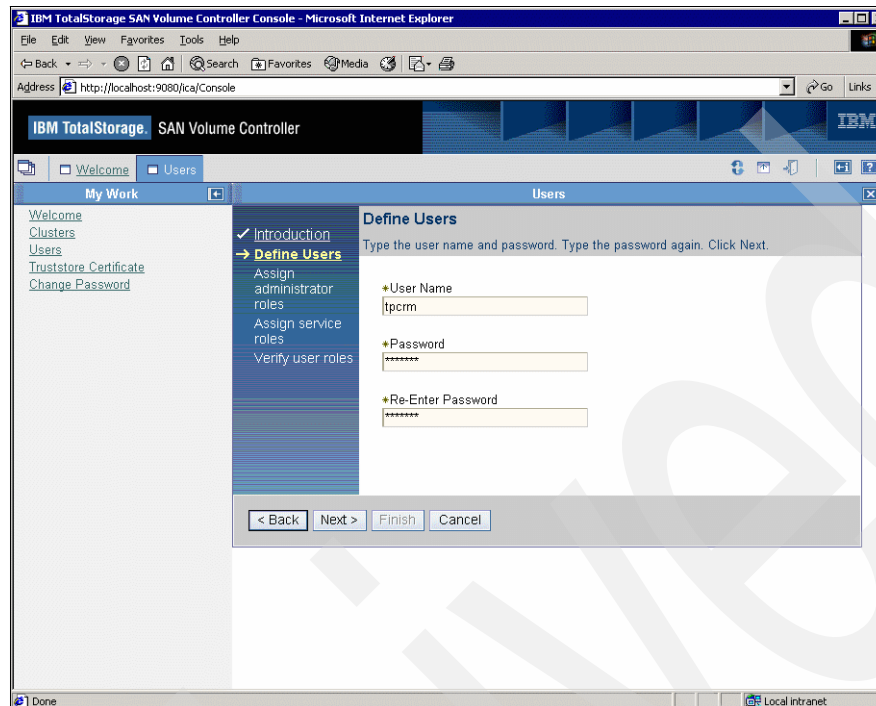 IBM TotalStorage SAN Volume Controller Console - Microsoft Internet Explorer
File Edit View Favorites Tools Help
Back Search Favorites Media
Address http://localhost:9080/ica/Console Go Links
IBM TotalStorage. SAN Volume Controller IBM
Welcome Users
My Work Users
Welcome
Clusters
Users
Truststore Certificate
Change Password
Introduction
Define Users
Assign
administrator
roles
Assign service
roles
Verify user roles
Define Users
Type the user name and password. Type the password again. Click Next.
*User Name
tpcrm
*Password
*******
*Re-Enter Password
*******
< Back Next > Finish Cancel
Done Local intranet